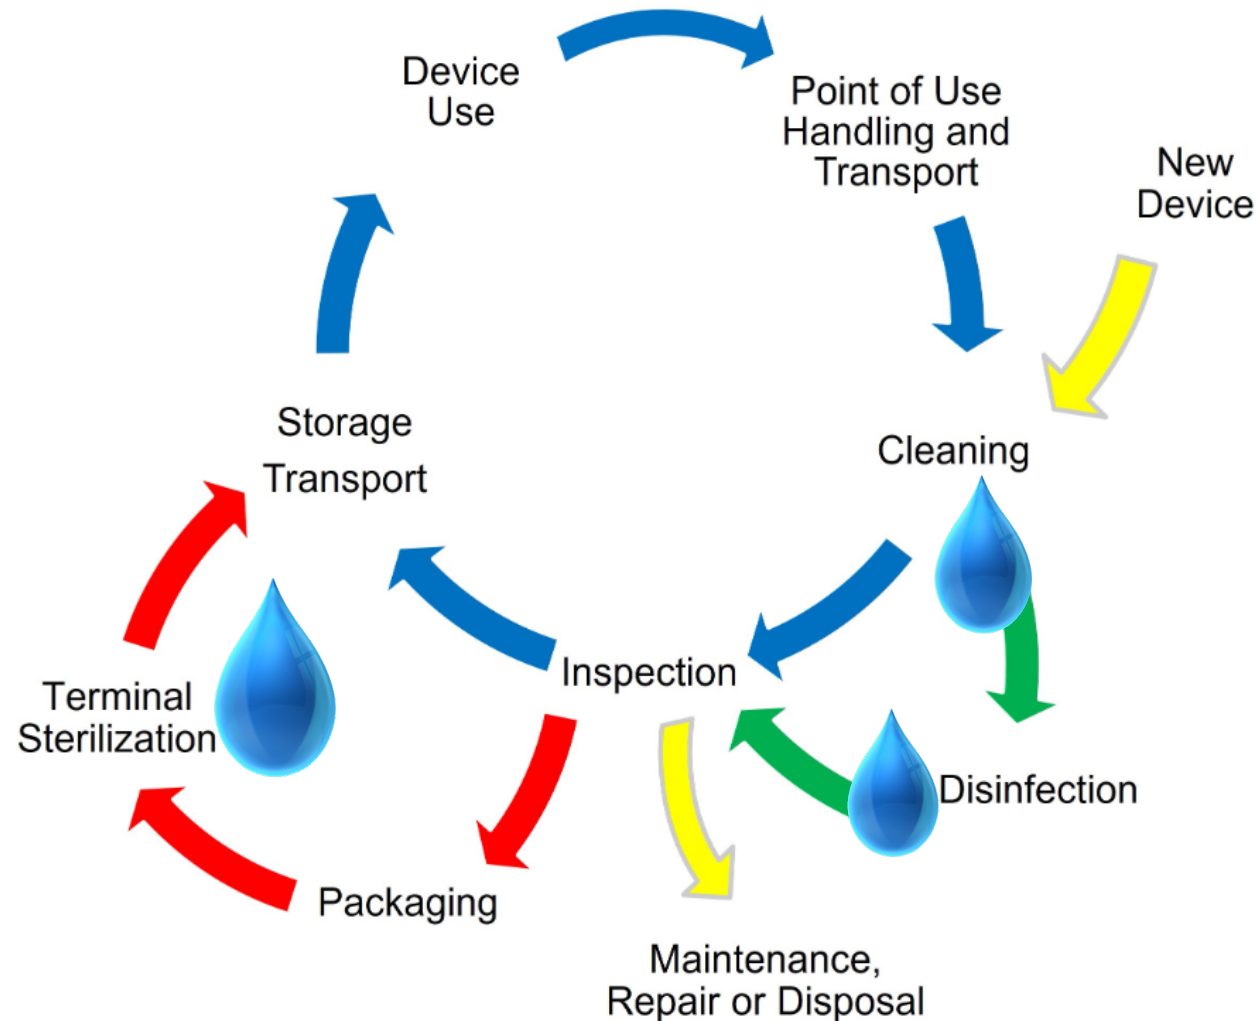 Device
Use
Point of Use
Handling and
Transport
New
Device
Cleaning
Storage
Transport
Inspection
Terminal
Sterilization
Disinfection
Packaging
Maintenance,
Repair or Disposal